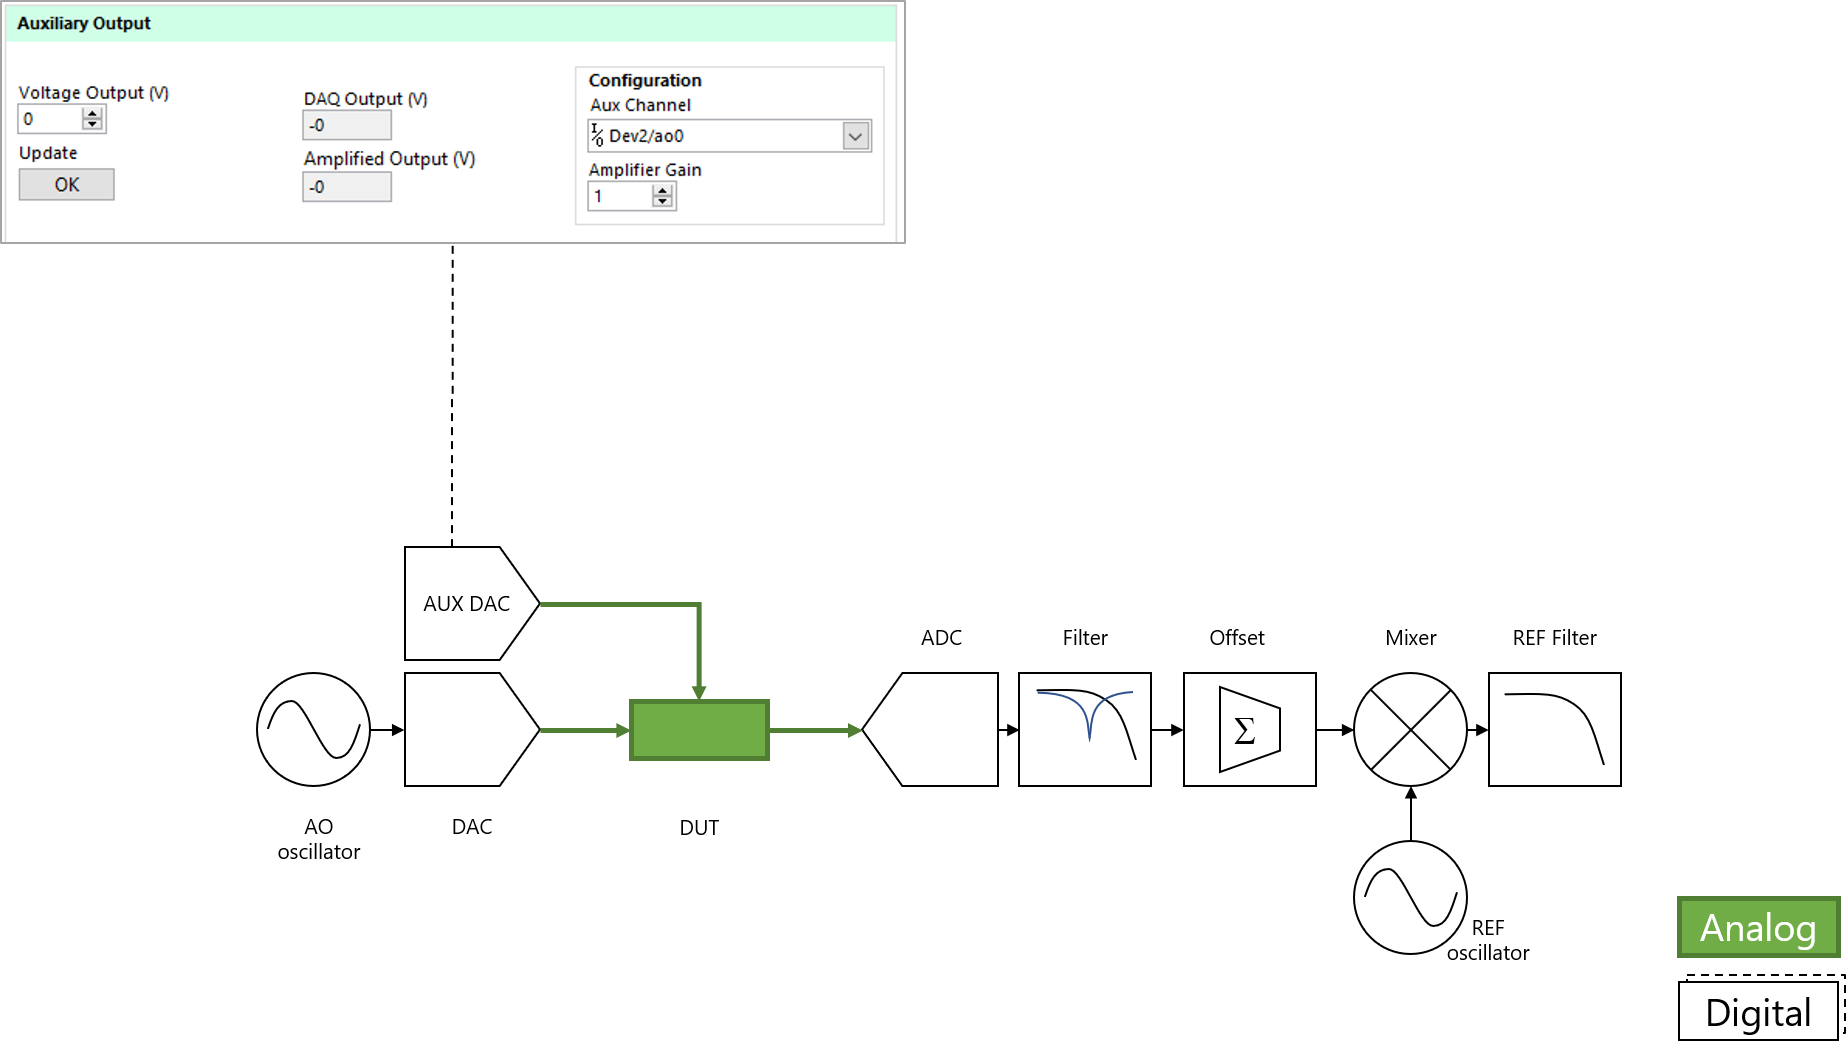 Auxiliary Output
Voltage Output (V)
0
Update
OK
DAQ Output (V)
-0
Amplified Output (V)
-0
Configuration
Aux Channel
I/O Dev2/ao0
Amplifier Gain
1
AUX DAC
ADC
Filter
Offset
Mixer
REF Filter
Σ
AO
oscillator
DAC
DUT
REF
oscillator
Analog
Digital